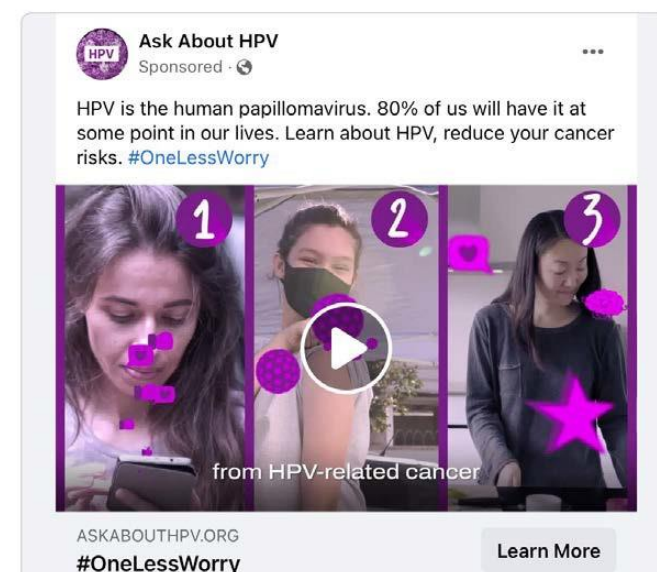 HPV
Ask About HPV
Sponsored ·
HPV is the human papillomavirus. 80% of us will have it at
some point in our lives. Learn about HPV, reduce your cancer
risks. #OneLessWorry
1
2
3
from HPV-related cancer
ASKABOUTHPV.ORG
#OneLessWorry
Learn More